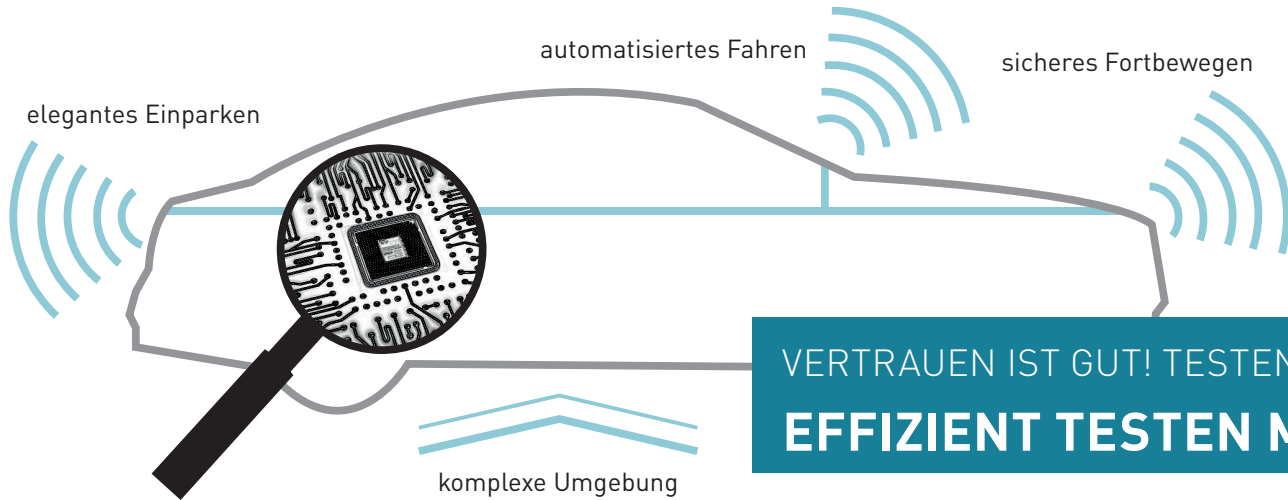 automatisiertes Fahren
sicheres Fortbewegen
elegantes Einparken
VERTRAUEN IST GUT! TESTEN
EFFIZIENT TESTEN M
komplexe Umgebung